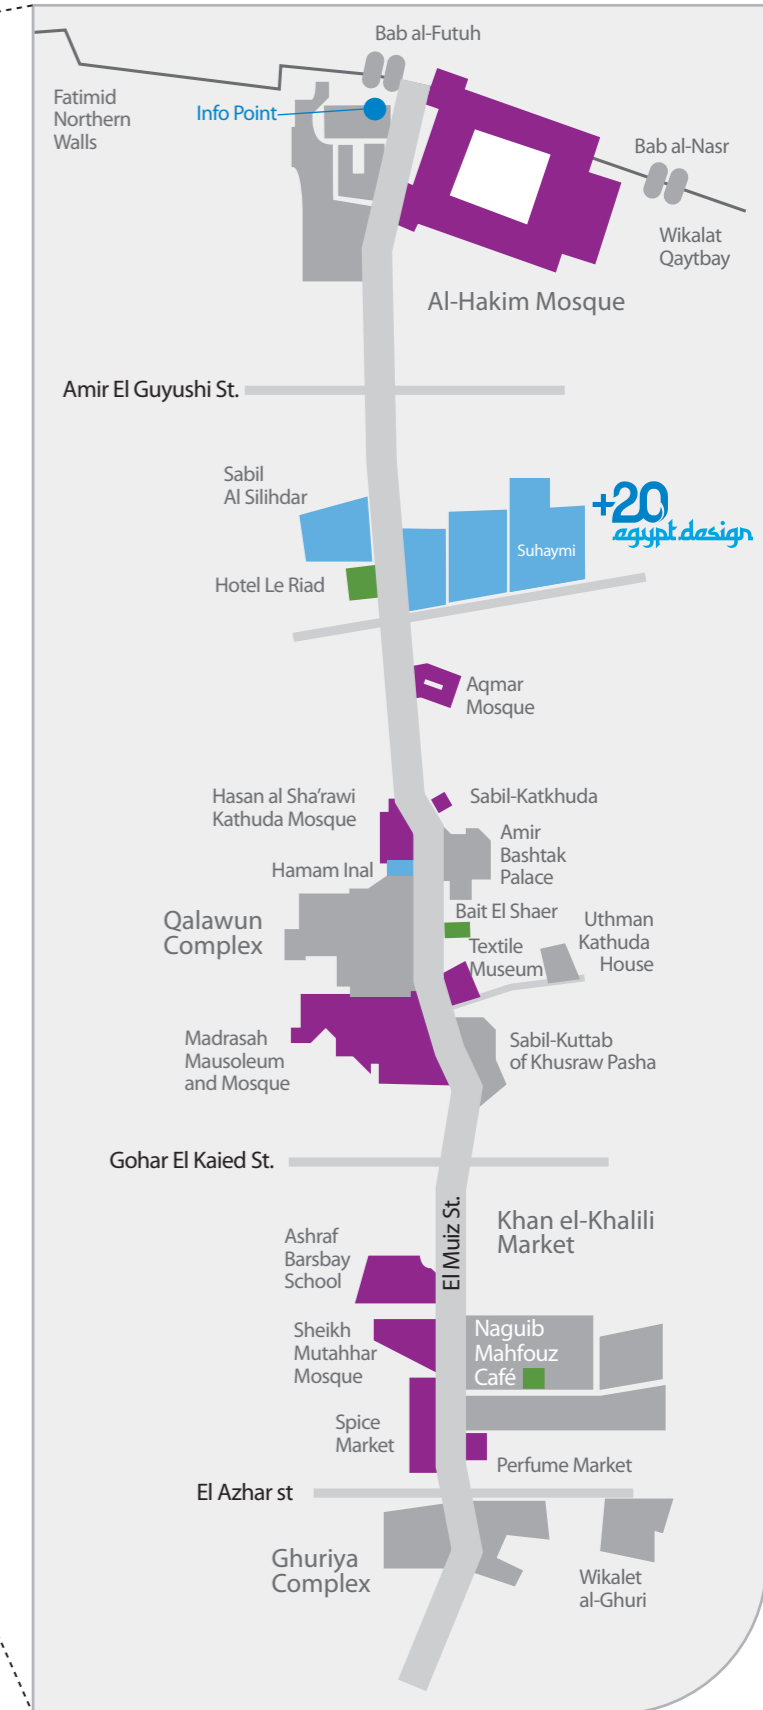 Bab al-Futuh
Fatimid
Northern
Walls
Info Point
Bab al-Nasr
Wikalat
Qaytbay
Al-Hakim Mosque
Amir El Guyushi St.
Sabil
Al Silihdar
+20
egypt design
Suhaymi
Hotel Le Riad
Aqmar
Mosque
Hasan al Sha'rawi
Kathuda Mosque
Sabil-Katkhuda
Amir
Bashtak
Palace
Hamam Inal
Qalawun
Complex
Bait El Shaer
Textile
Museum
Uthman
Kathuda
House
Madrasah
Mausoleum
and Mosque
Sabil-Kuttab
of Khusraw Pasha
Gohar El Kaied St.
El Muiz St.
Khan el-Khalili
Market
Ashraf
Barsbay
School
Sheikh
Mutahhar
Mosque
Naguib
Mahfouz
Café
Spice
Market
Perfume Market
El Azhar st
Ghuriya
Complex
Wikalet
al-Ghuri